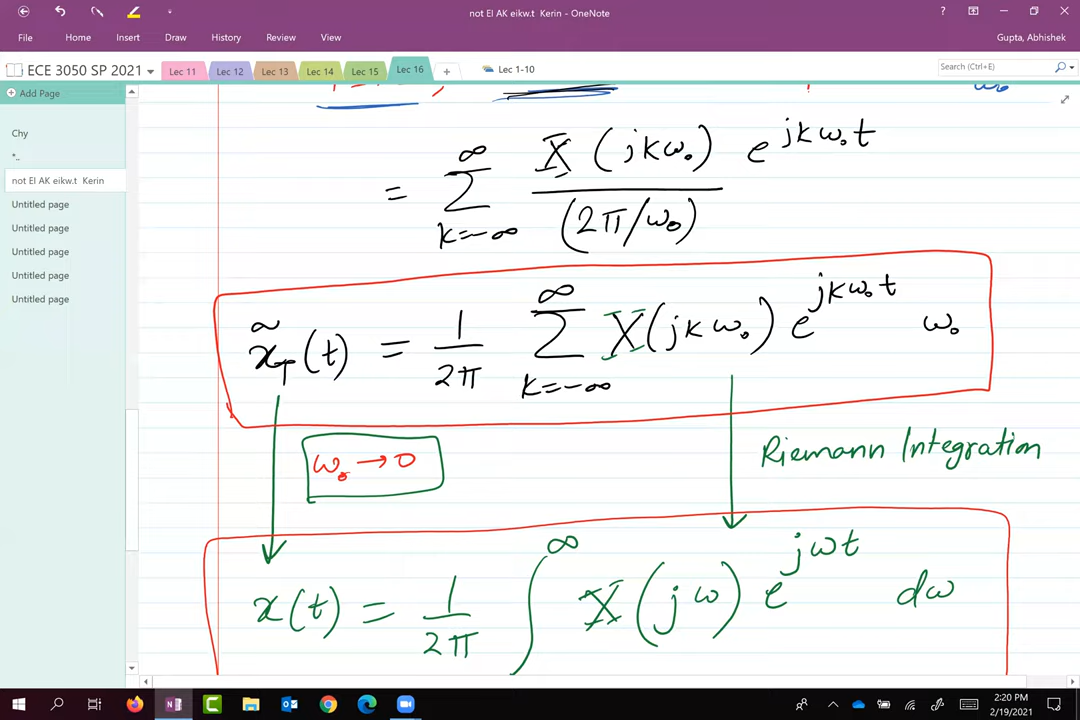 not EI AK eikw.t Kerin - OneNote
Gupta, Abhishek
File Home Insert Draw History Review View
ECE 3050 SP 2021
Lec 11 Lec 12 Lec 13 Lec 14 Lec 15 Lec 16 + Lec 1-10
Search (Ctrl+E)
Add Page
Chy
"..
not EI AK eikw.t Kerin
Untitled page
Untitled page
Untitled page
Untitled page
Untitled page
ω₀
= ∑_{k=-∞}^{∞} X(jkω₀)/(2π/ω₀) e^{jkω₀t}
x̃_T(t) = 1/2π ∑_{k=-∞}^{∞} X(jkω₀) e^{jkω₀t} ω₀
ω₀ → 0
Riemann Integration
x(t) = 1/2π ∫^{∞} X(jω) e^{jωt} dω
2:20 PM
2/19/2021